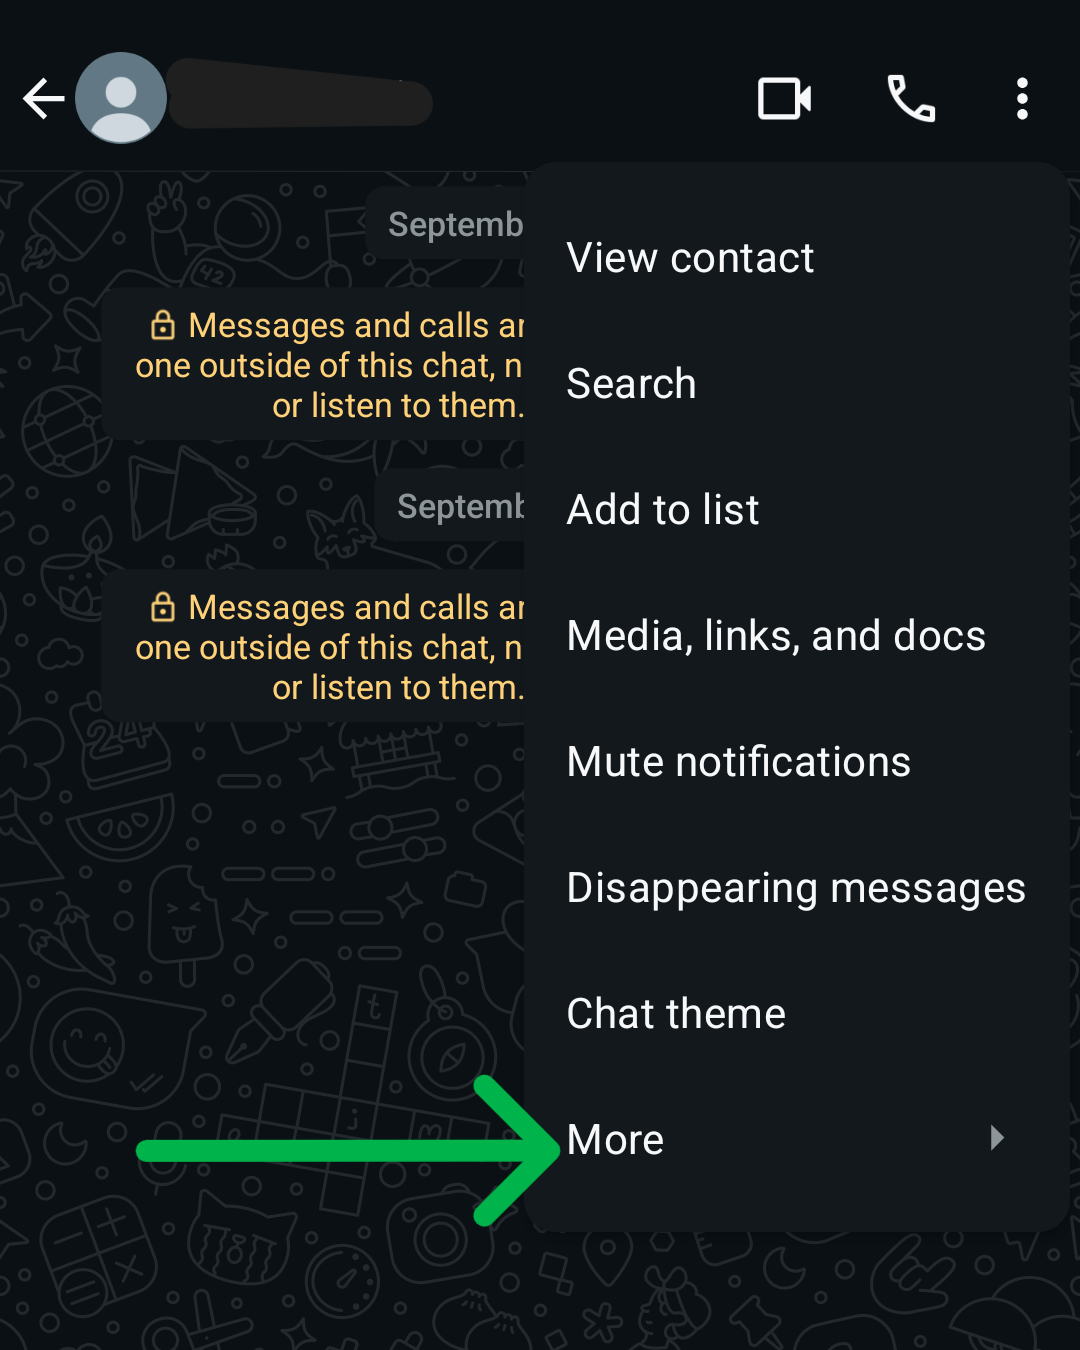 Septemb
View contact
Messages and calls ar
one outside of this chat, n
or listen to them.
Search
Septemb
Add to list
Messages and calls ar
one outside of this chat, n
or listen to them.
Media, links, and docs
Mute notifications
Disappearing messages
Chat theme
More
42
24
t
j